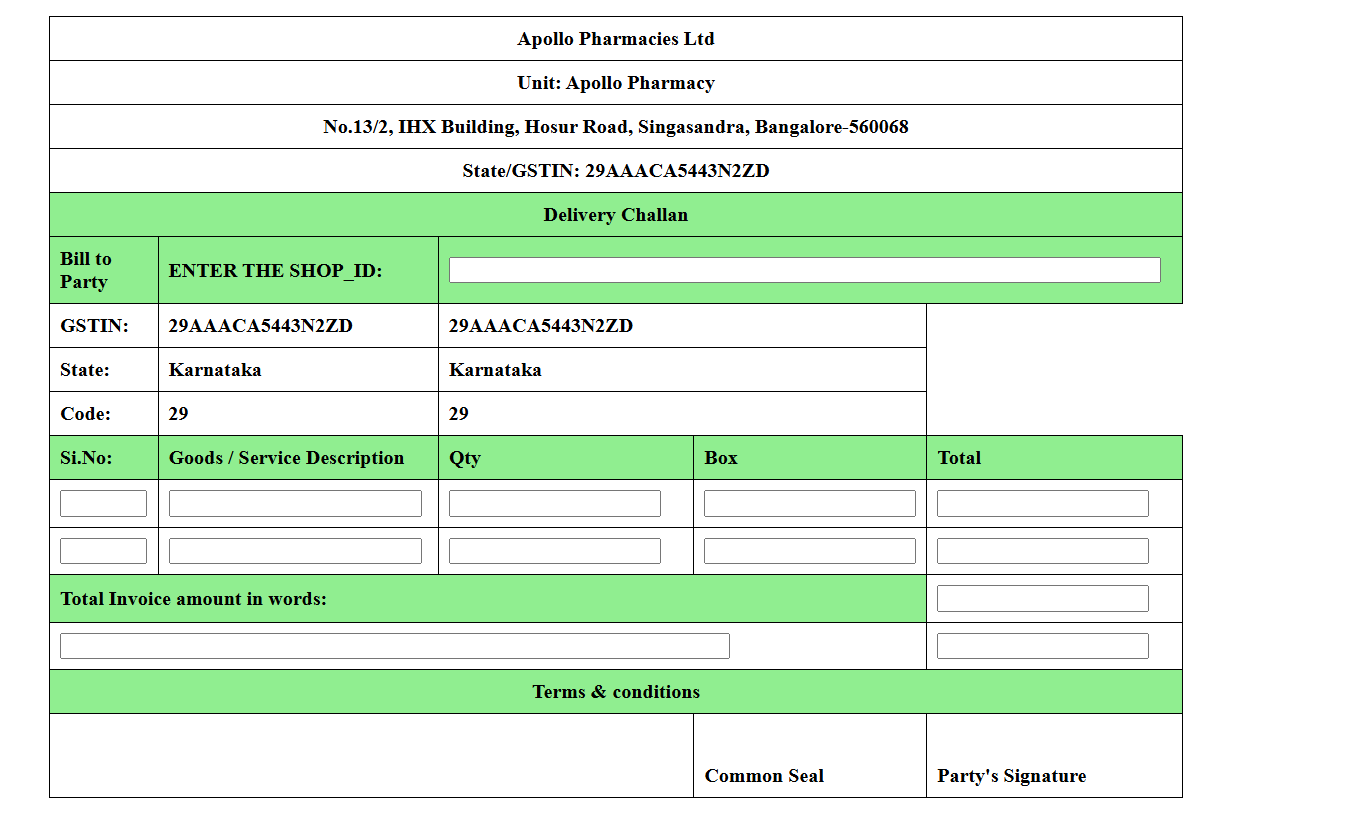 Apollo Pharmacies Ltd
Unit: Apollo Pharmacy
No.13/2, IHX Building, Hosur Road, Singasandra, Bangalore-560068
State/GSTIN: 29AAACA5443N2ZD
Delivery Challan
Bill to Party ENTER THE SHOP_ID:
GSTIN: 29AAACA5443N2ZD 29AAACA5443N2ZD
State: Karnataka Karnataka
Code: 29 29
Si.No: Goods / Service Description Qty Box Total
Total Invoice amount in words:
Terms & conditions
Common Seal Party's Signature